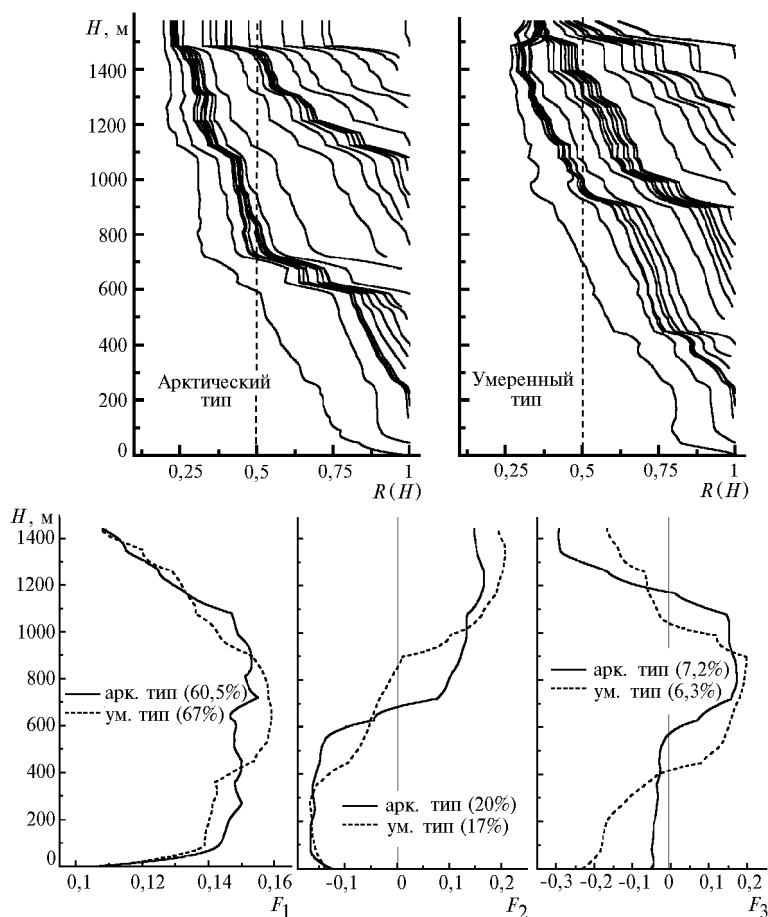 H, м
1400
1200
1000
800
600
400
200
0
Арктический
тип
0,25 0,5 0,75 1
R(H)
Умеренный
тип
0,25 0,5 0,75 1
R(H)
H, м
1400
1200
1000
800
600
400
200
0
арк. тип (60,5%)
ум. тип (67%)
0,1 0,12 0,14 0,16
F1
арк. тип (20%)
ум. тип (17%)
-0,1 0 0,1 0,2
F2
арк. тип (7,2%)
ум. тип (6,3%)
-0,3 -0,2 -0,1 0 0,1 0,2
F3